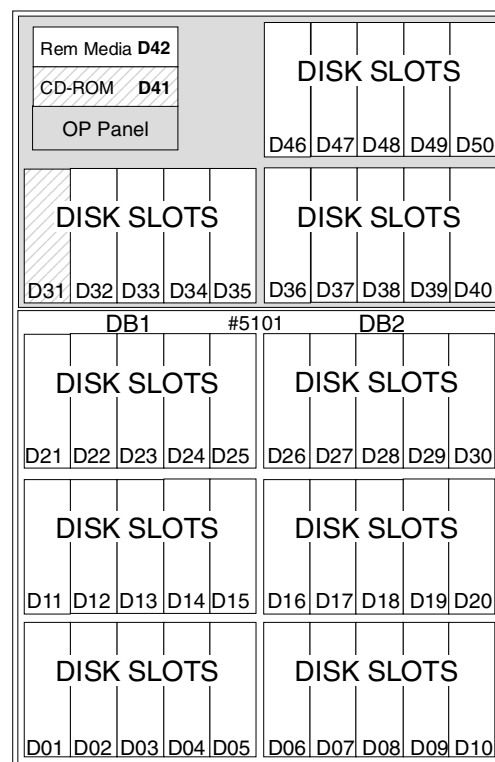 Rem Media D42
CD-ROM D41
OP Panel
DISK SLOTS
D46 D47 D48 D49 D50
DISK SLOTS
D31 D32 D33 D34 D35
DISK SLOTS
D36 D37 D38 D39 D40
DB1 #5101 DB2
DISK SLOTS
D21 D22 D23 D24 D25
DISK SLOTS
D26 D27 D28 D29 D30
DISK SLOTS
D11 D12 D13 D14 D15
DISK SLOTS
D16 D17 D18 D19 D20
DISK SLOTS
D01 D02 D03 D04 D05
DISK SLOTS
D06 D07 D08 D09 D10